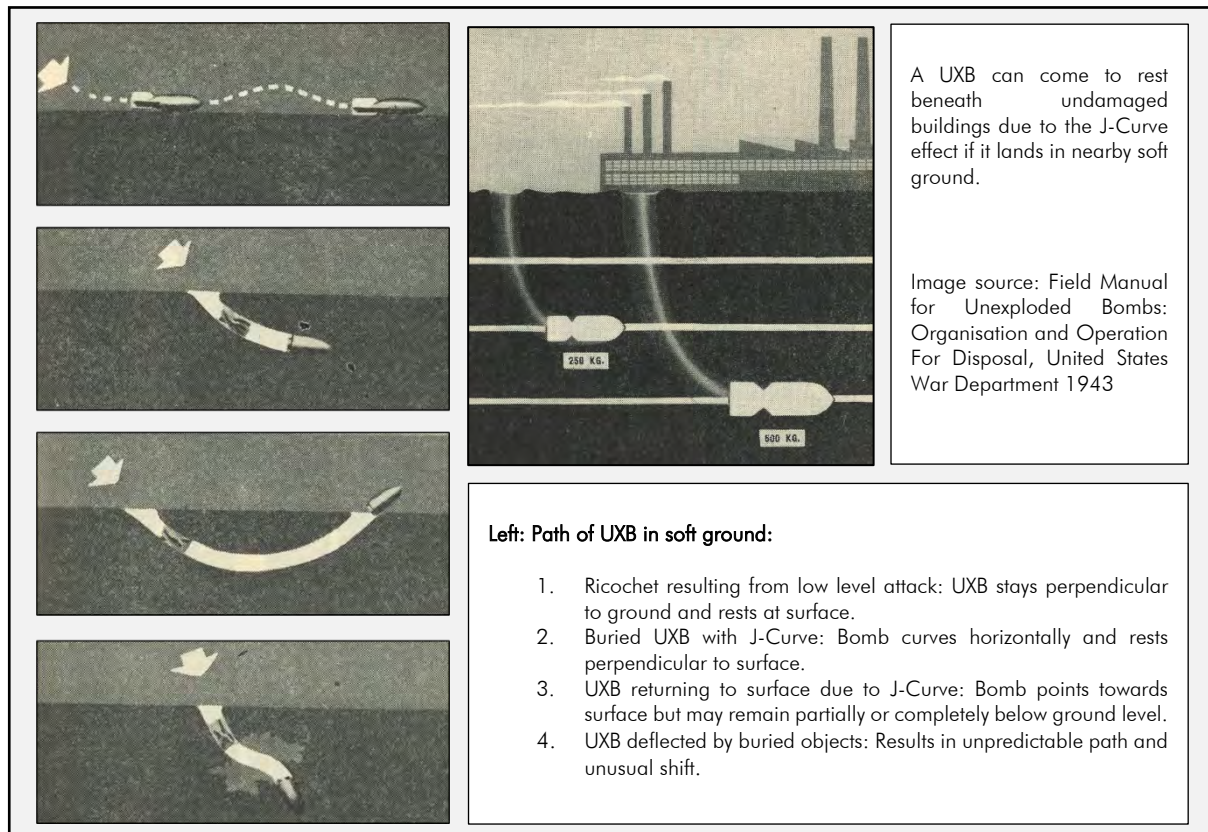 A UXB can come to rest
beneath undamaged
buildings due to the J-Curve
effect if it lands in nearby soft
ground.
Image source: Field Manual
for Unexploded Bombs:
Organisation and Operation
For Disposal, United States
War Department 1943
250 KG.
500 KG.
Left: Path of UXB in soft ground:
1. Ricochet resulting from low level attack: UXB stays perpendicular
to ground and rests at surface.
2. Buried UXB with J-Curve: Bomb curves horizontally and rests
perpendicular to surface.
3. UXB returning to surface due to J-Curve: Bomb points towards
surface but may remain partially or completely below ground level.
4. UXB deflected by buried objects: Results in unpredictable path and
unusual shift.